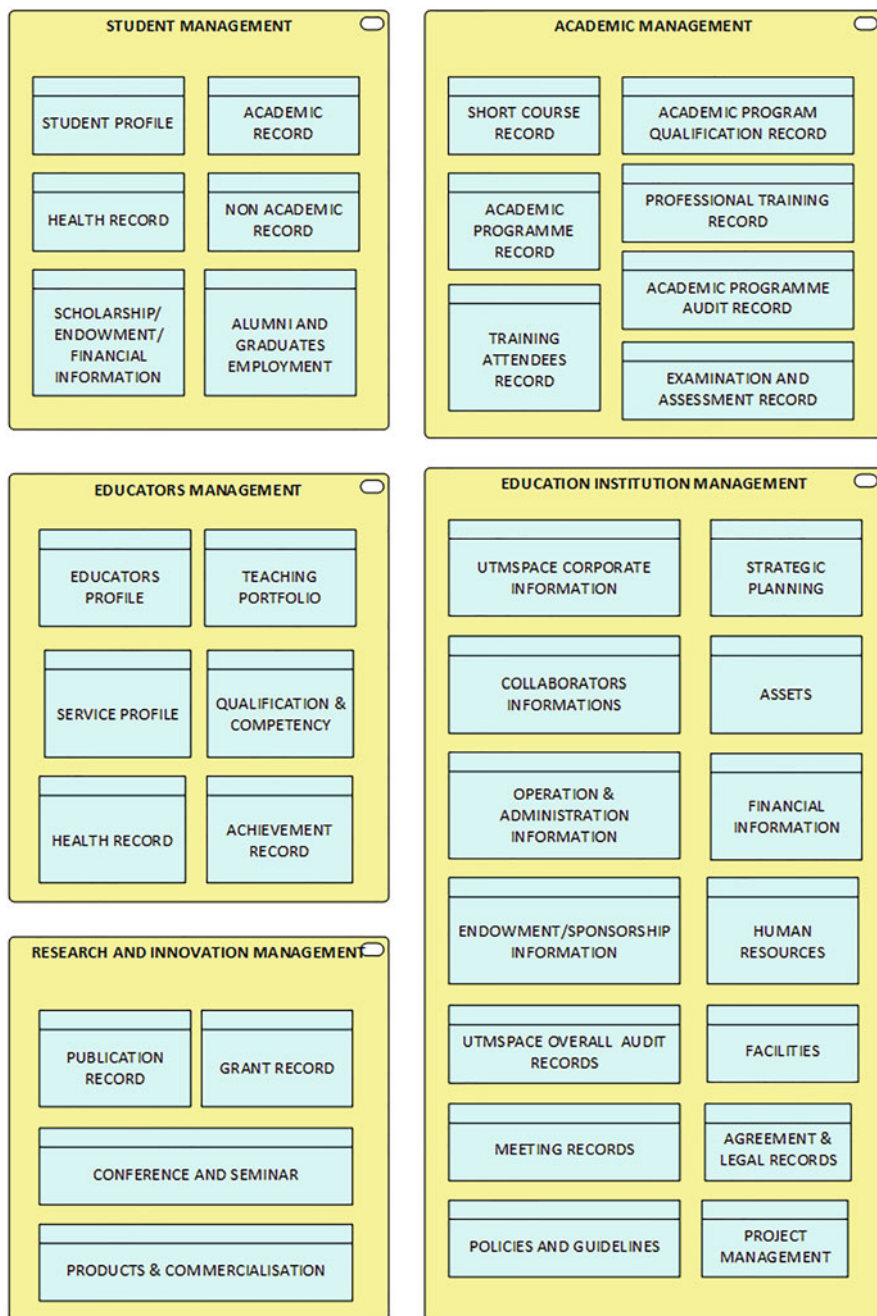 STUDENT MANAGEMENT
STUDENT PROFILE
ACADEMIC
RECORD
HEALTH RECORD
NON ACADEMIC
RECORD
SCHOLARSHIP/
ENDOWMENT/
FINANCIAL
INFORMATION
ALUMNI AND
GRADUATES
EMPLOYMENT
ACADEMIC MANAGEMENT
SHORT COURSE
RECORD
ACADEMIC PROGRAM
QUALIFICATION RECORD
ACADEMIC
PROGRAMME
RECORD
PROFESSIONAL TRAINING
RECORD
ACADEMIC PROGRAMME
AUDIT RECORD
TRAINING
ATTENDEES
RECORD
EXAMINATION AND
ASSESSMENT RECORD
EDUCATORS MANAGEMENT
EDUCATORS
PROFILE
TEACHING
PORTFOLIO
SERVICE PROFILE
QUALIFICATION &
COMPETENCY
HEALTH RECORD
ACHIEVEMENT
RECORD
EDUCATION INSTITUTION MANAGEMENT
UTMSPACE CORPORATE
INFORMATION
STRATEGIC
PLANNING
COLLABORATORS
INFORMATIONS
ASSETS
OPERATION &
ADMINISTRATION
INFORMATION
FINANCIAL
INFORMATION
ENDOWMENT/SPONSORSHIP
INFORMATION
HUMAN
RESOURCES
UTMSPACE OVERALL AUDIT
RECORDS
FACILITIES
MEETING RECORDS
AGREEMENT &
LEGAL RECORDS
POLICIES AND GUIDELINES
PROJECT
MANAGEMENT
RESEARCH AND INNOVATION MANAGEMENT
PUBLICATION
RECORD
GRANT RECORD
CONFERENCE AND SEMINAR
PRODUCTS & COMMERCIALISATION